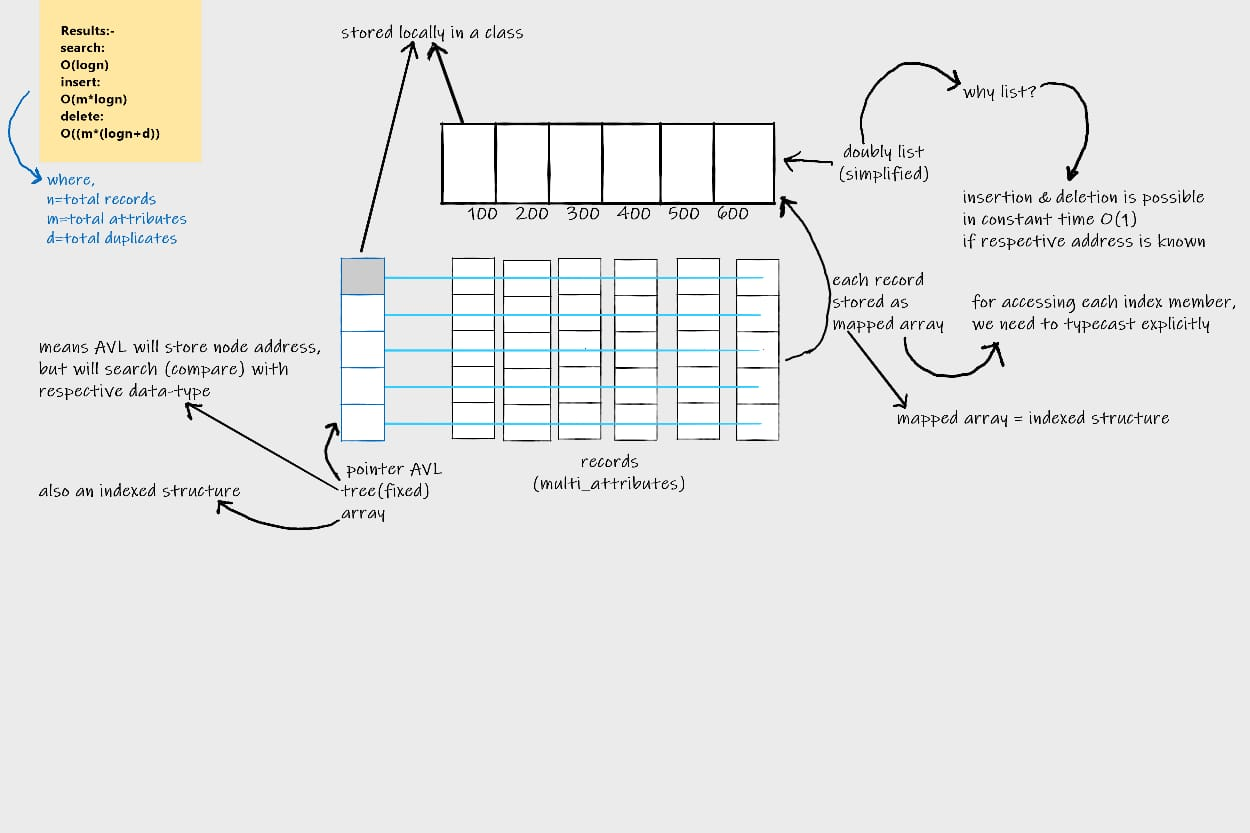 Results:-
search:
O(logn)
insert:
O(m*logn)
delete:
O((m*(logn+d))
where,
n=total records
m=total attributes
d=total duplicates
stored locally in a class
why list?
doubly list
(simplified)
insertion & deletion is possible
in constant time O(1)
if respective address is known
100 200 300 400 500 600
each record
stored as
mapped array
for accessing each index member,
we need to typecast explicitly
mapped array = indexed structure
means AVL will store node address,
but will search (compare) with
respective data-type
also an indexed structure
pointer AVL
tree(fixed)
array
records
(multi_attributes)